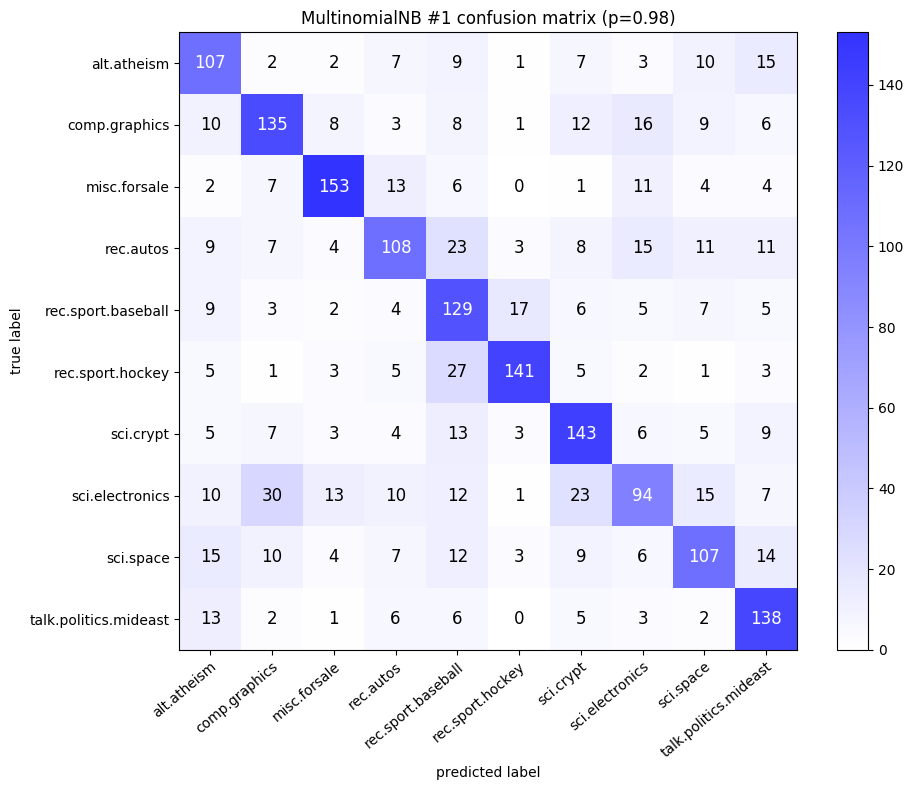 MultinomialNB #1 confusion matrix (p=0.98)
alt.atheism 107 2 2 7 9 1 7 3 10 15
comp.graphics 10 135 8 3 8 1 12 16 9 6
misc.forsale 2 7 153 13 6 0 1 11 4 4
rec.autos 9 7 4 108 23 3 8 15 11 11
rec.sport.baseball 9 3 2 4 129 17 6 5 7 5
rec.sport.hockey 5 1 3 5 27 141 5 2 1 3
sci.crypt 5 7 3 4 13 3 143 6 5 9
sci.electronics 10 30 13 10 12 1 23 94 15 7
sci.space 15 10 4 7 12 3 9 6 107 14
talk.politics.mideast 13 2 1 6 6 0 5 3 2 138
true label
alt.atheism comp.graphics misc.forsale rec.autos rec.sport.baseball rec.sport.hockey sci.crypt sci.electronics sci.space talk.politics.mideast
predicted label
140
120
100
80
60
40
20
0